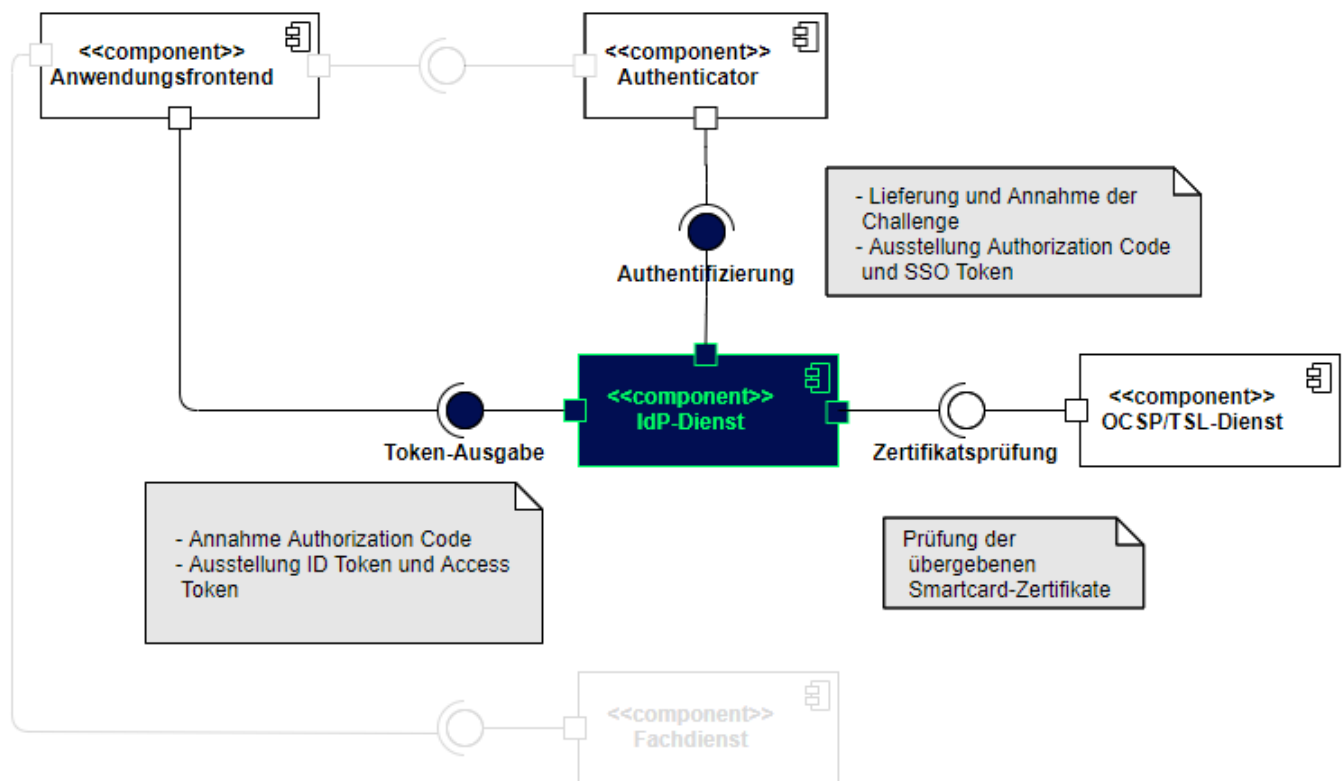 <<component>>
Anwendungsfrontend
<<component>>
Authenticator
- Lieferung und Annahme der
Challenge
- Ausstellung Authorization Code
und SSO Token
Authentifizierung
<<component>>
IdP-Dienst
<<component>>
OCSP/TSL-Dienst
Token-Ausgabe
Zertifikatsprüfung
- Annahme Authorization Code
- Ausstellung ID Token und Access
Token
Prüfung der
übergebenen
Smartcard-Zertifikate
<<component>>
Fachdienst